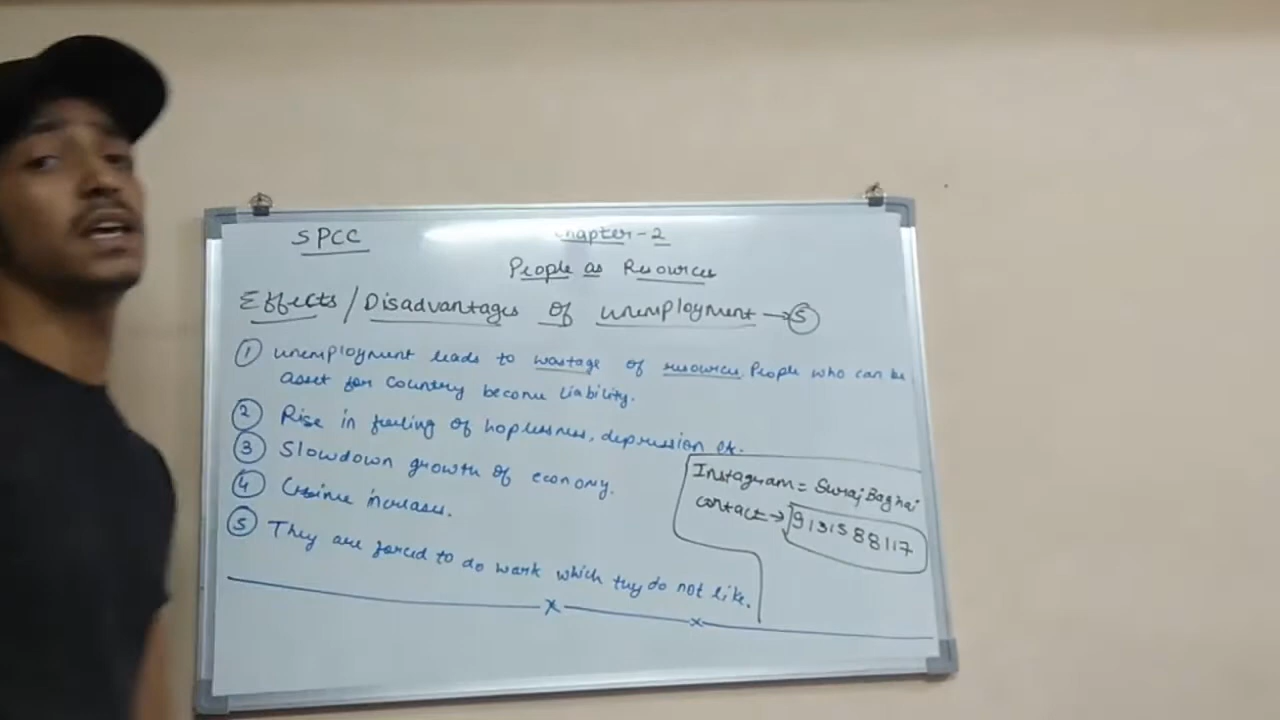 SPCC
Chapter-2
People as Resources
Effects/Disadvantages of unemployment → 5
1 unemployment leads to wastage of resources. People who can be
asset for Country become liability.
2 Rise in feeling of hoplessness, depression etc.
3 Slowdown growth of economy.
4 Crime increases.
5 They are forced to do work which they do not like.
Instagram = Suraj Baghai
contact → 9131588117